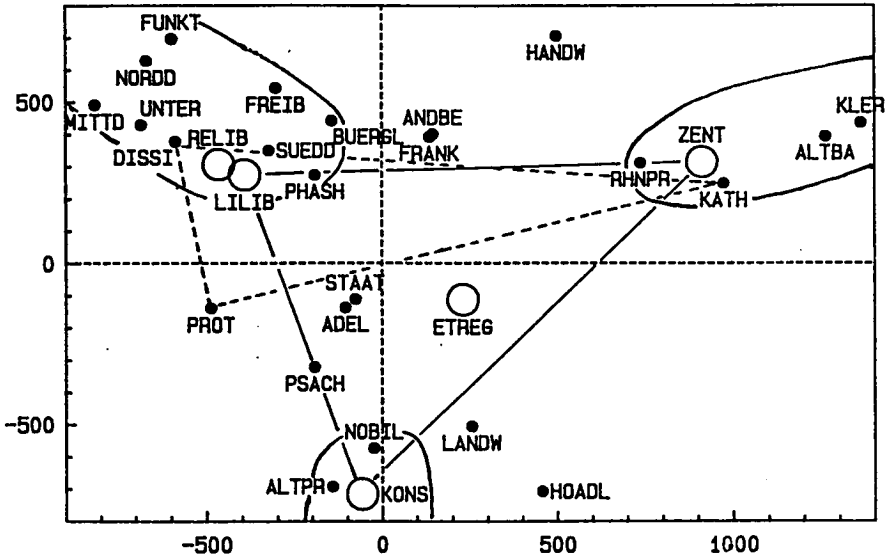 FUNKT
HANDW
NORDD
FREIB
500
MITTD
UNTER
ANDBE
KLER
RELIB
BUERGL
ZENT
DISSI
SUEDD
FRANK
ALTBA
PHASH
RHNPR
LILIB
KATH
0
STAAT
PROT
ADEL
ETREG
PSACH
-500
NOBIL
LANDW
ALTPR
KONS
HOADL
-500
0
500
1000